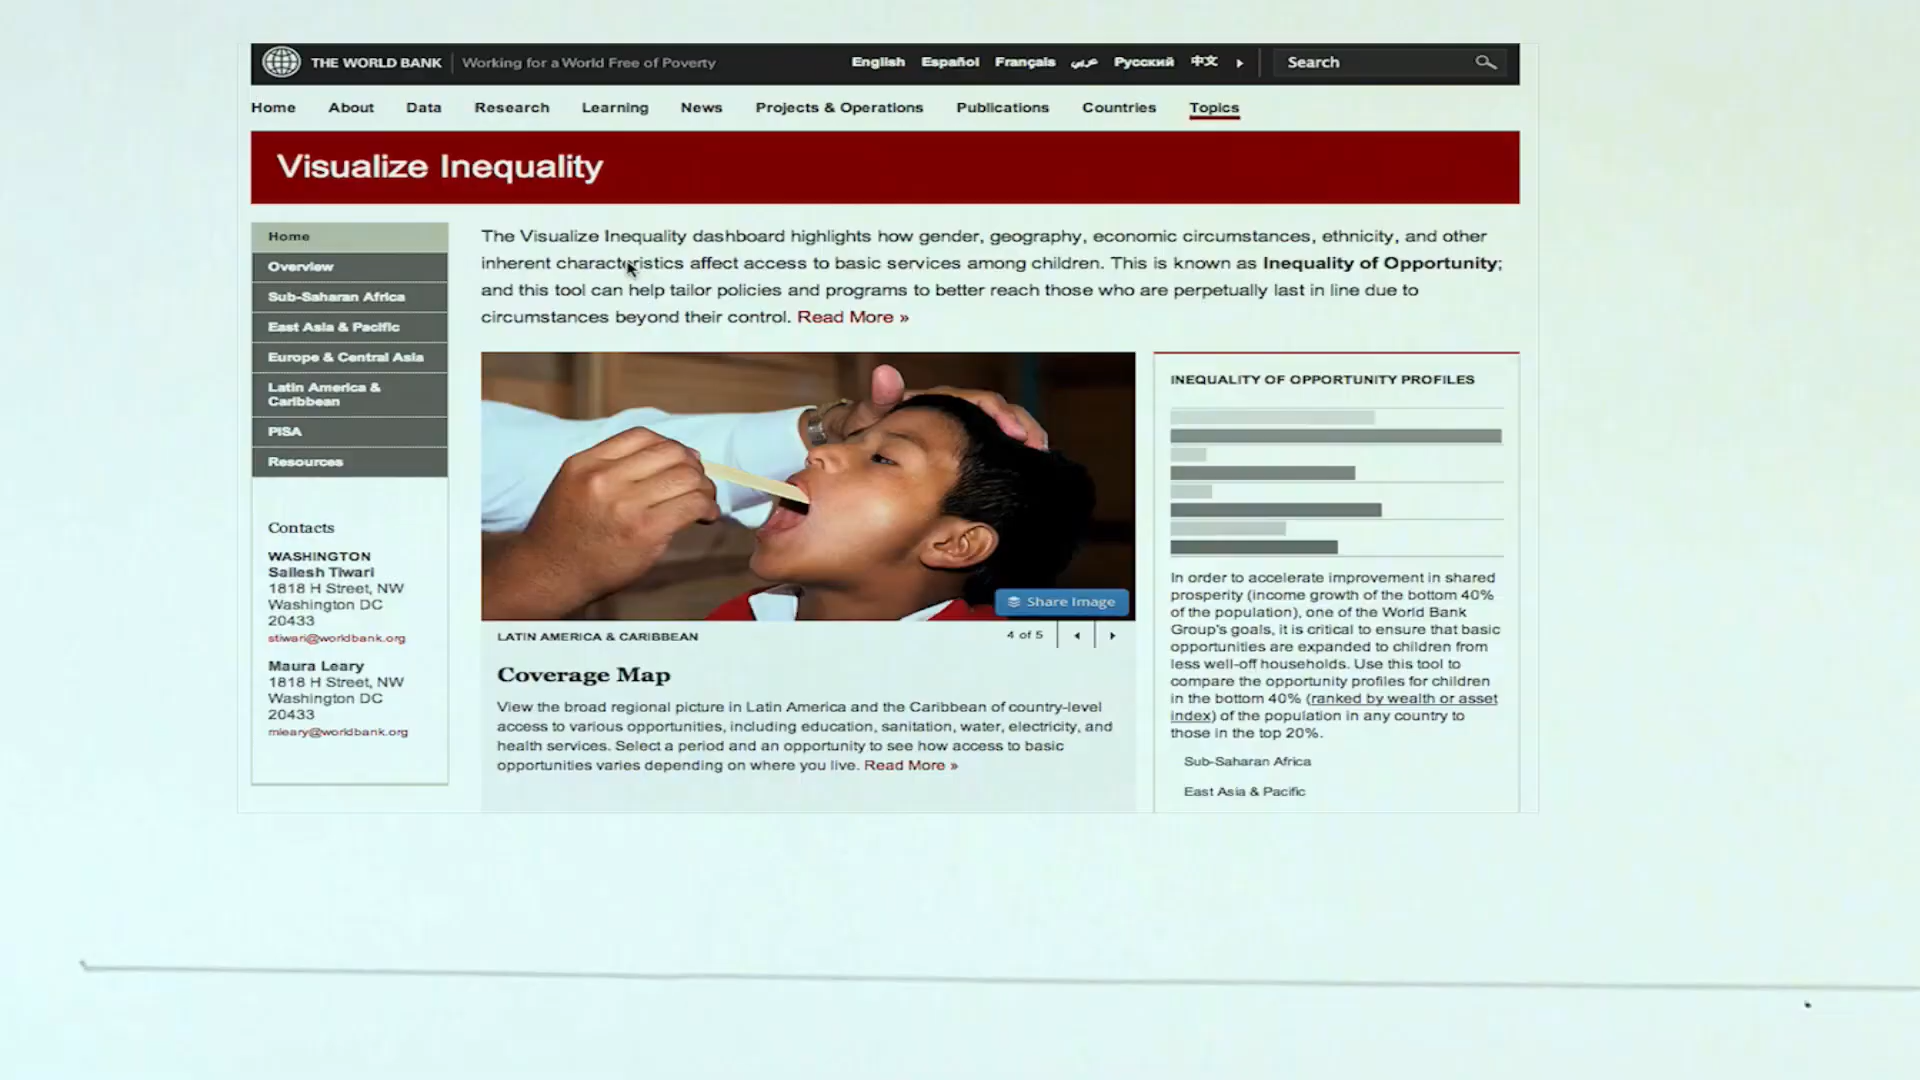 THE WORLD BANK Working for a World Free of Poverty English Español Français عربي Русский 中文 Search
Home About Data Research Learning News Projects & Operations Publications Countries Topics
Visualize Inequality
Home
Overview
Sub-Saharan Africa
East Asia & Pacific
Europe & Central Asia
Latin America &
Caribbean
PISA
Resources
Contacts
WASHINGTON
Sailesh Tiwari
1818 H Street, NW
Washington DC
20433
stiwari@worldbank.org
Maura Leary
1818 H Street, NW
Washington DC
20433
mleary@worldbank.org
The Visualize Inequality dashboard highlights how gender, geography, economic circumstances, ethnicity, and other
inherent characteristics affect access to basic services among children. This is known as Inequality of Opportunity;
and this tool can help tailor policies and programs to better reach those who are perpetually last in line due to
circumstances beyond their control. Read More »
Share Image
LATIN AMERICA & CARIBBEAN 4 of 5
Coverage Map
View the broad regional picture in Latin America and the Caribbean of country-level
access to various opportunities, including education, sanitation, water, electricity, and
health services. Select a period and an opportunity to see how access to basic
opportunities varies depending on where you live. Read More »
INEQUALITY OF OPPORTUNITY PROFILES
In order to accelerate improvement in shared
prosperity (income growth of the bottom 40%
of the population), one of the World Bank
Group's goals, it is critical to ensure that basic
opportunities are expanded to children from
less well-off households. Use this tool to
compare the opportunity profiles for children
in the bottom 40% (ranked by wealth or asset
index) of the population in any country to
those in the top 20%.
Sub-Saharan Africa
East Asia & Pacific